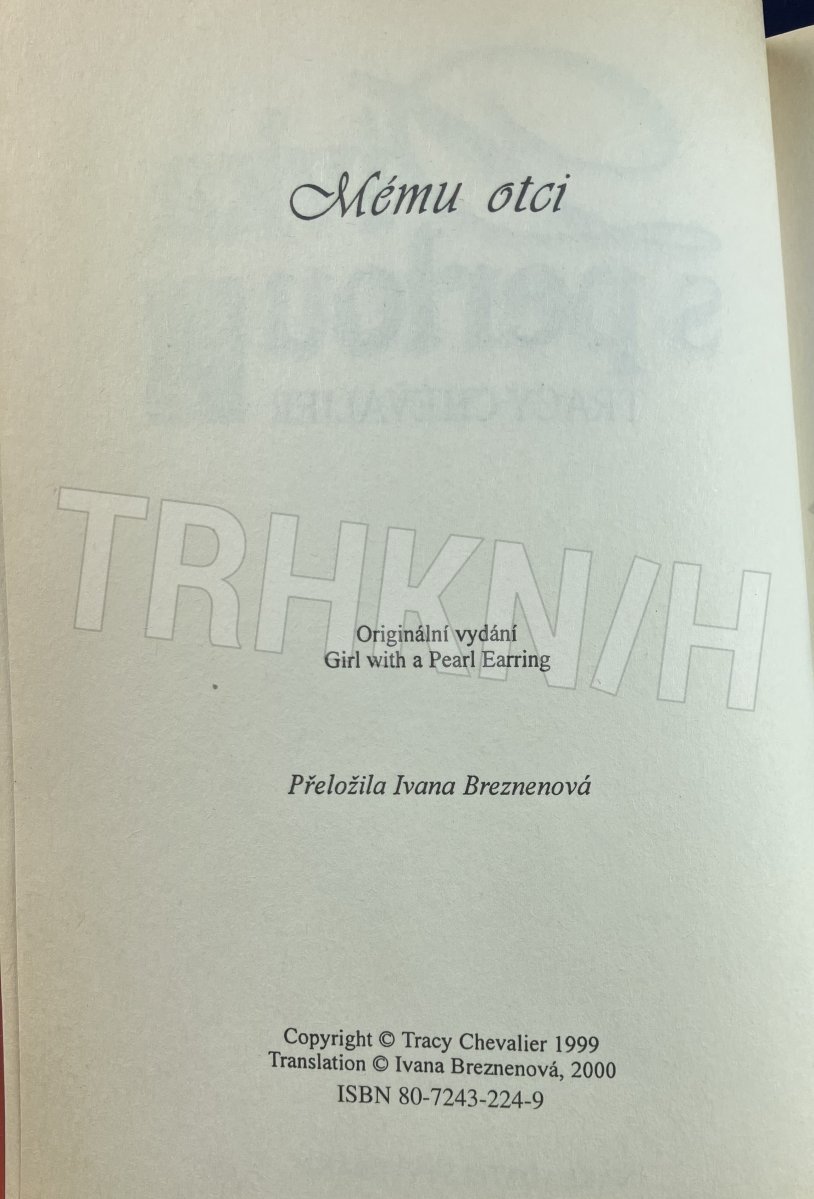 Mému otci
TRHKN/H
Originální vydání
Girl with a Pearl Earring
Přeložila Ivana Breznenová
Copyright © Tracy Chevalier 1999
Translation © Ivana Breznenová, 2000
ISBN 80-7243-224-9